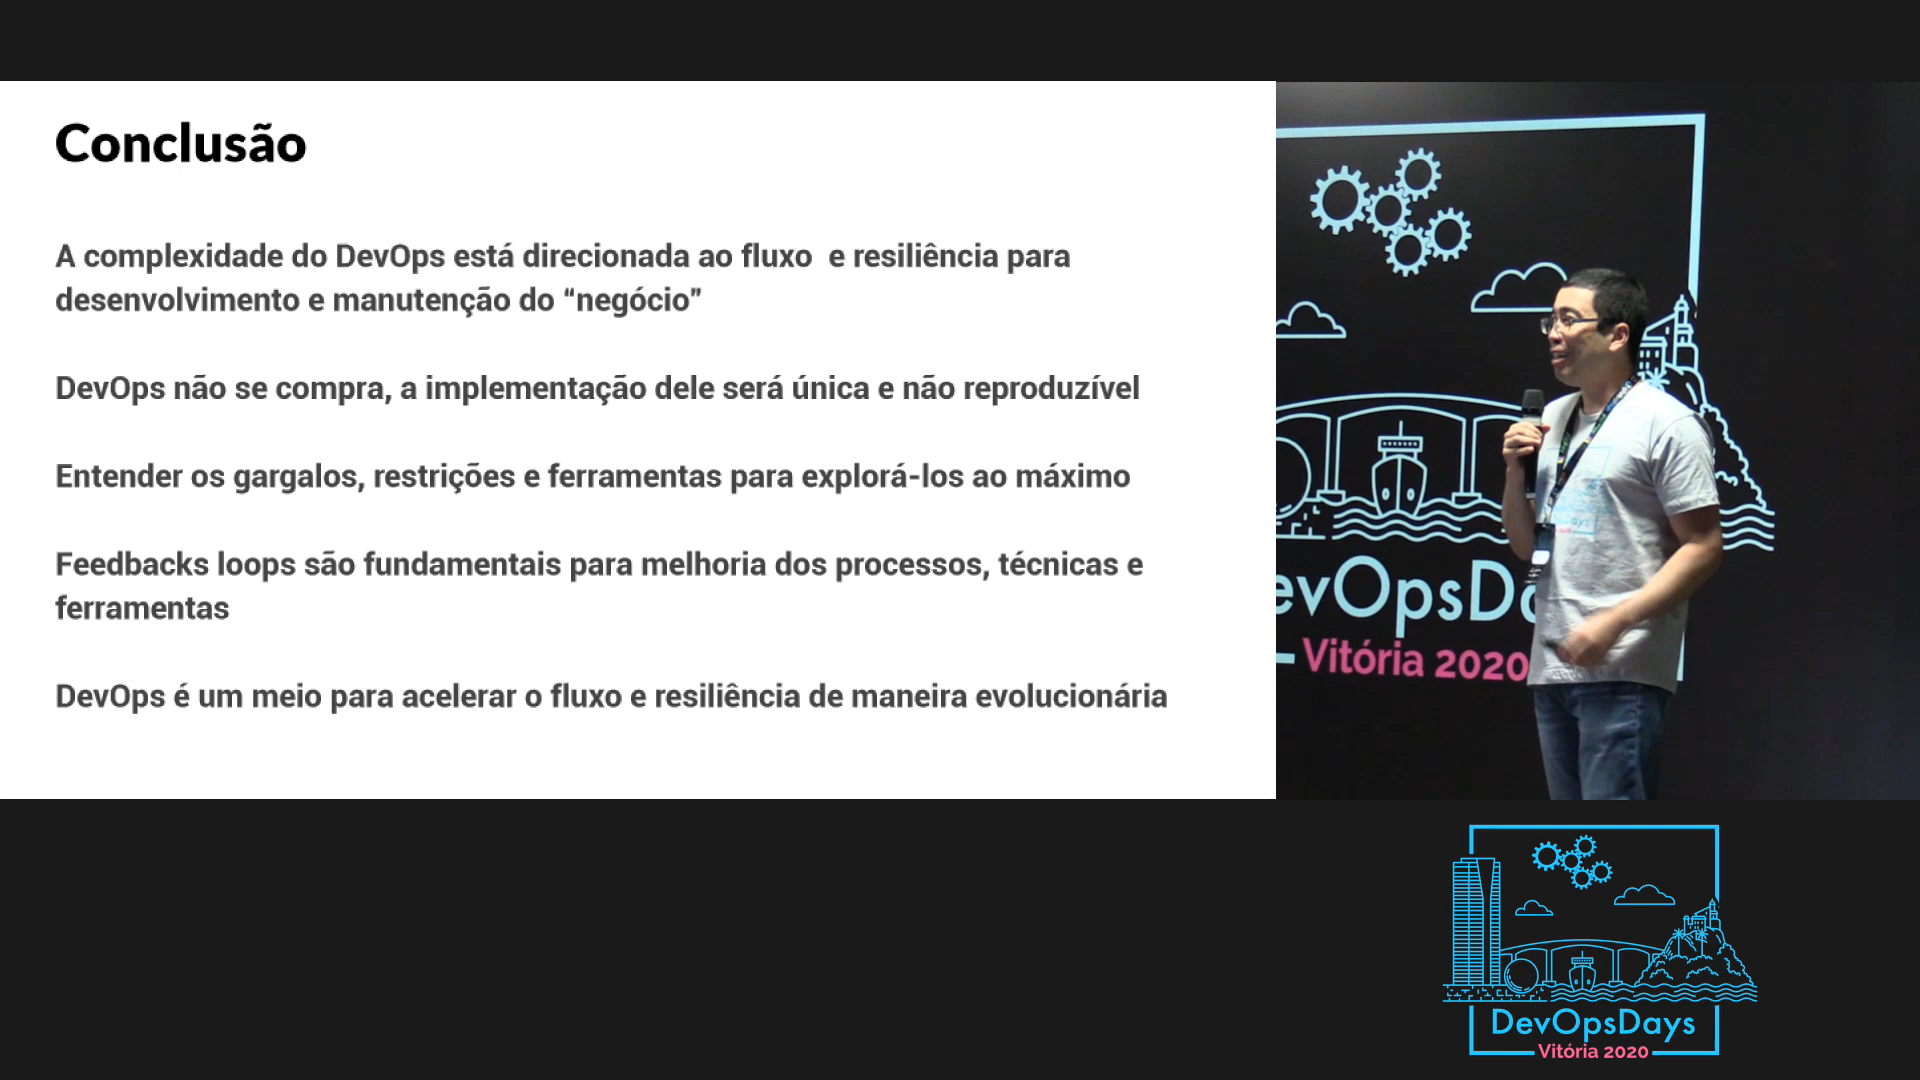 Conclusão
A complexidade do DevOps está direcionada ao fluxo  e resiliência para
desenvolvimento e manutenção do “negócio”
DevOps não se compra, a implementação dele será única e não reproduzível
Entender os gargalos, restrições e ferramentas para explorá-los ao máximo
Feedbacks loops são fundamentais para melhoria dos processos, técnicas e
ferramentas
DevOps é um meio para acelerar o fluxo e resiliência de maneira evolucionária
evOpsDa
Vitória 2020
DevOpsDays
Vitória 2020